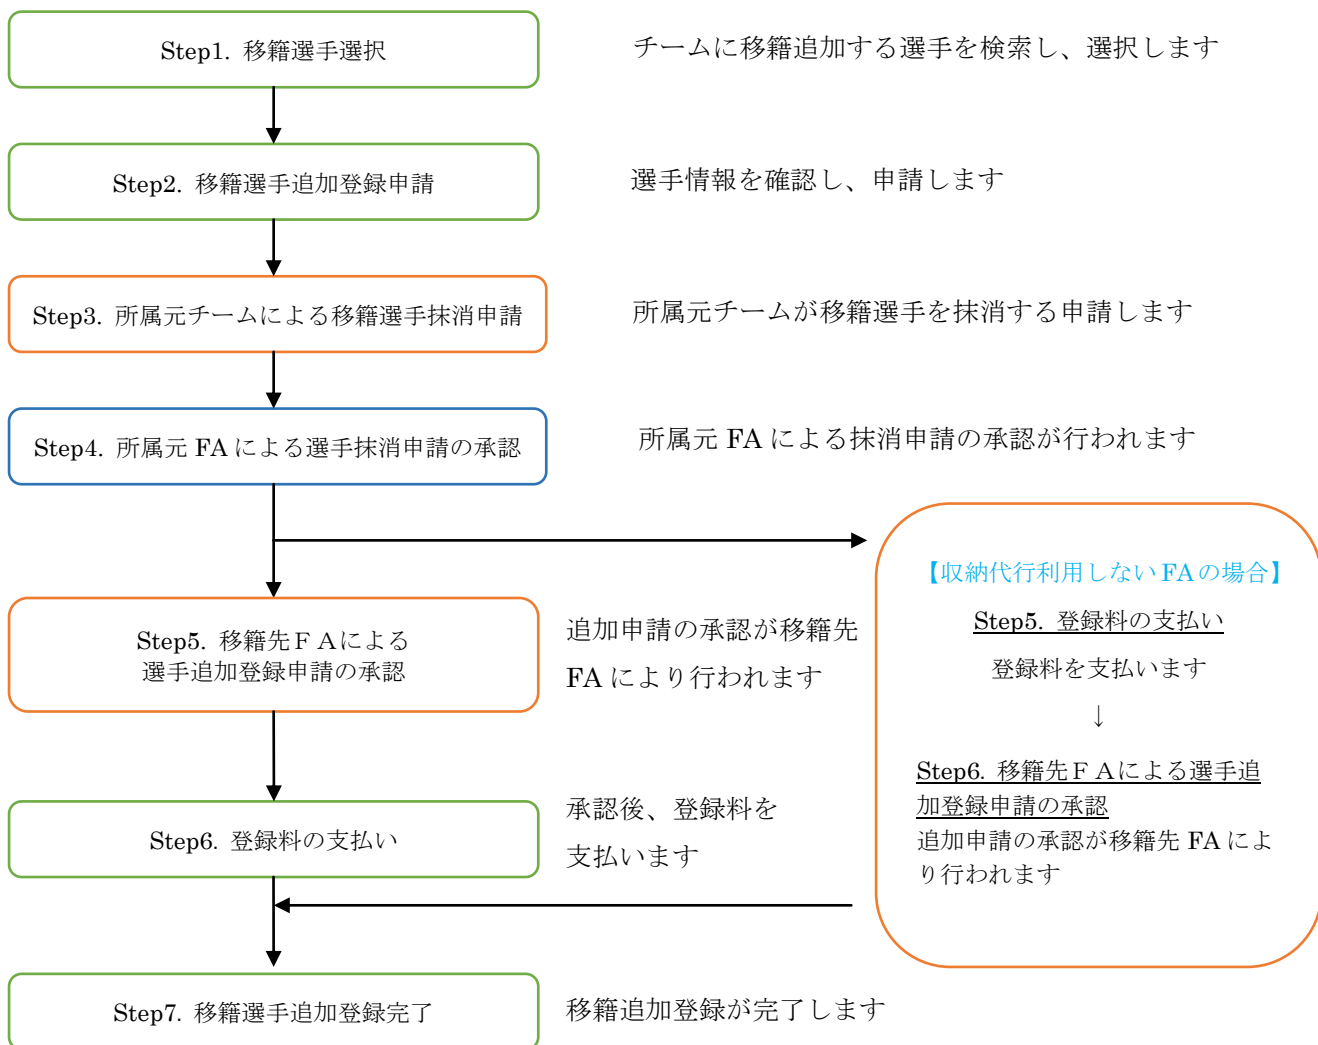 Step1. 移籍選手選択
チームに移籍追加する選手を検索し、選択します
Step2. 移籍選手追加登録申請
選手情報を確認し、申請します
Step3. 所属元チームによる移籍選手抹消申請
所属元チームが移籍選手を抹消する申請します
Step4. 所属元 FA による選手抹消申請の承認
所属元 FA による抹消申請の承認が行われます
Step5. 移籍先ＦＡによる
選手追加登録申請の承認
追加申請の承認が移籍先
FA により行われます
Step6. 登録料の支払い
承認後、登録料を
支払います
【収納代行利用しない FA の場合】
Step5. 登録料の支払い
登録料を支払います
↓
Step6. 移籍先ＦＡによる選手追
加登録申請の承認
追加申請の承認が移籍先 FA によ
り行われます
Step7. 移籍選手追加登録完了
移籍追加登録が完了します